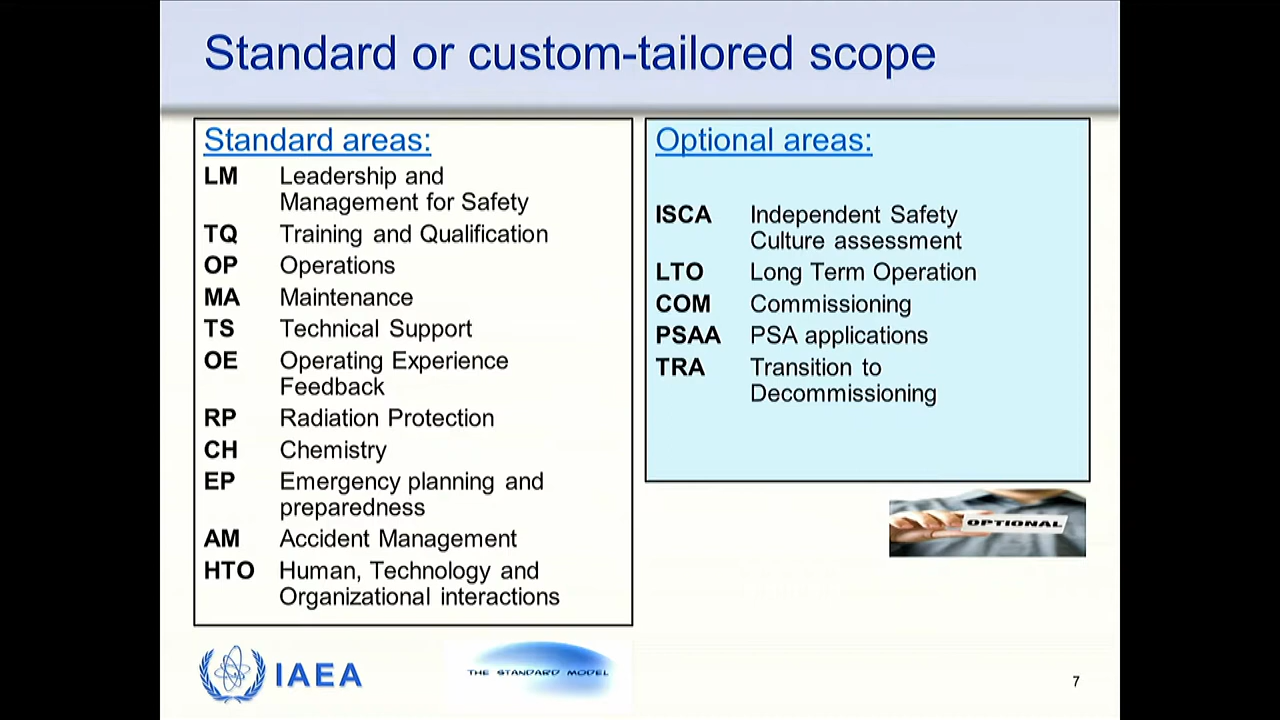 Standard or custom-tailored scope
Standard areas:
LM Leadership and
Management for Safety
TQ Training and Qualification
OP Operations
MA Maintenance
TS Technical Support
OE Operating Experience
Feedback
RP Radiation Protection
CH Chemistry
EP Emergency planning and
preparedness
AM Accident Management
HTO Human, Technology and
Organizational interactions
Optional areas:
ISCA Independent Safety
Culture assessment
LTO Long Term Operation
COM Commissioning
PSAA PSA applications
TRA Transition to
Decommissioning
OPTIONAL
IAEA
THE STANDARD MODEL
7